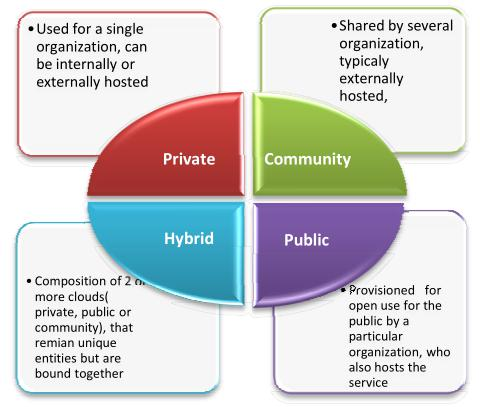 • Used for a single
organization, can
be internally or
externally hosted
• Shared by several
organization,
typicaly
externally
hosted,
Private
Community
Hybrid
Public
• Composition of 2 or
more clouds(
private, public or
community), that
remian unique
entities but are
bound together
• Provisioned for
open use for the
public by a
particular
organization, who
also hosts the
service